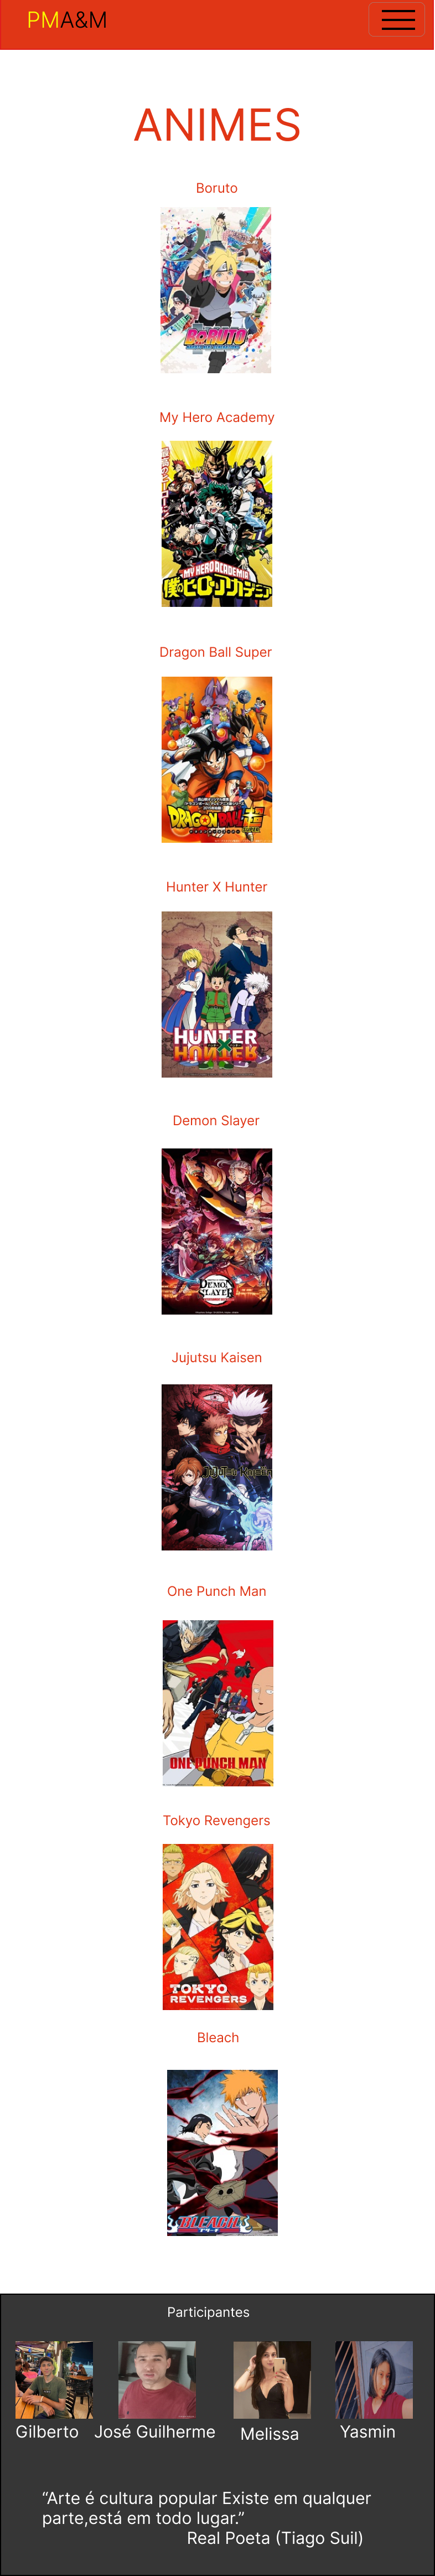 PMA&M
ANIMES
Boruto
BORUTO
My Hero Academy
MY HERO ACADEMIA
僕のヒーローアカデミア
Dragon Ball Super
DRAGON BALL 超
SUPER
Hunter X Hunter
HUNTER
X
HUNTER
Demon Slayer
DEMON
SLAYER
Jujutsu Kaisen
Jujutsu Kaisen
One Punch Man
ONE PUNCH MAN
Tokyo Revengers
TOKYO
REVENGERS
Bleach
BLEACH
Participantes
Gilberto José Guilherme Melissa Yasmin
“Arte é cultura popular Existe em qualquer
parte,está em todo lugar.”
Real Poeta (Tiago Suil)